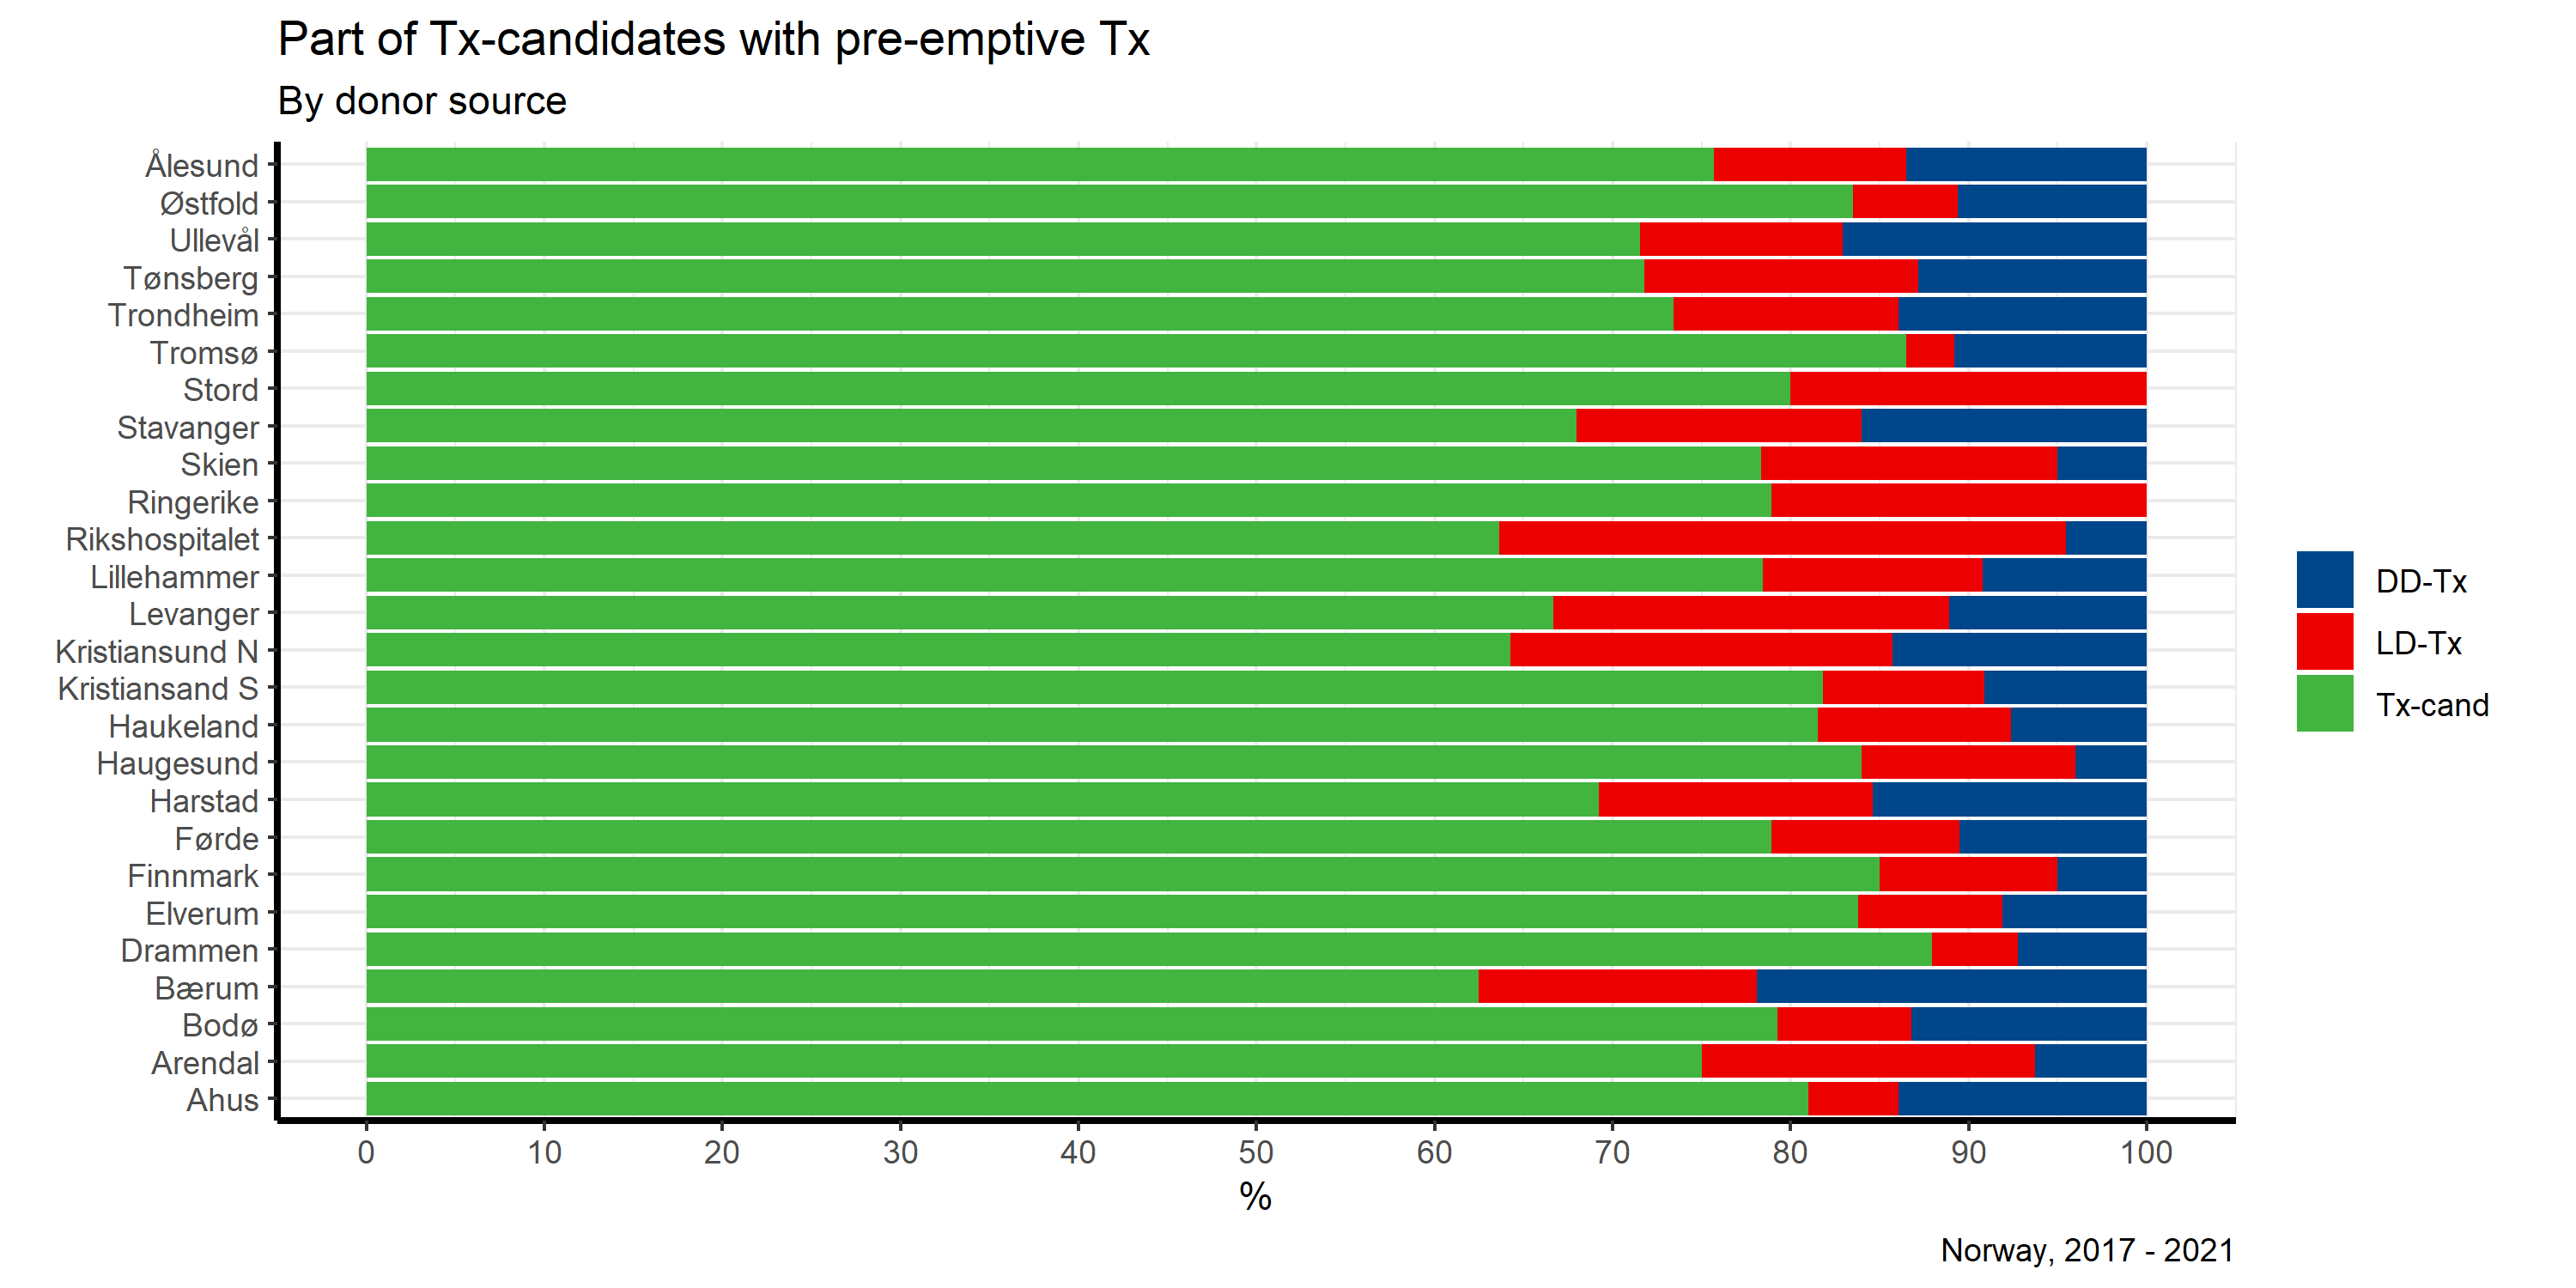 Part of Tx-candidates with pre-emptive Tx
By donor source
Ålesund
Østfold
Ullevål
Tønsberg
Trondheim
Tromsø
Stord
Stavanger
Skien
Ringerike
Rikshospitalet
Lillehammer
Levanger
Kristiansund N
Kristiansand S
Haukeland
Haugesund
Harstad
Førde
Finnmark
Elverum
Drammen
Bærum
Bodø
Arendal
Ahus
0 10 20 30 40 50 60 70 80 90 100
%
DD-Tx
LD-Tx
Tx-cand
Norway, 2017 - 2021